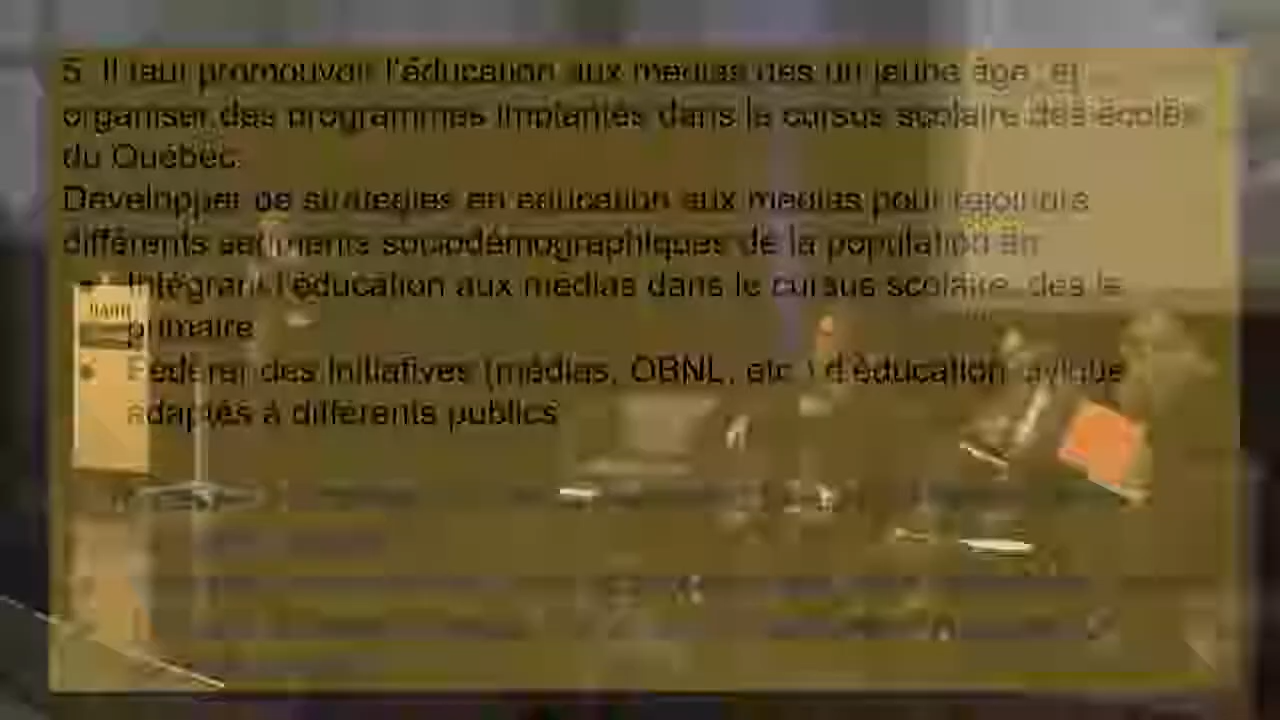 5. Il faut promouvoir l'éducation aux médias dès un jeune âge, et
organiser des programmes implantés dans le cursus scolaire des écoles
du Québec.
Développer de stratégies en éducation aux médias pour rejoindre
différents segments sociodémographiques de la population en
• Intégrant l'éducation aux médias dans le cursus scolaire, dès le
primaire
• Fédérer des initiatives (médias, OBNL, etc.) d'éducation civique
adaptés à différents publics